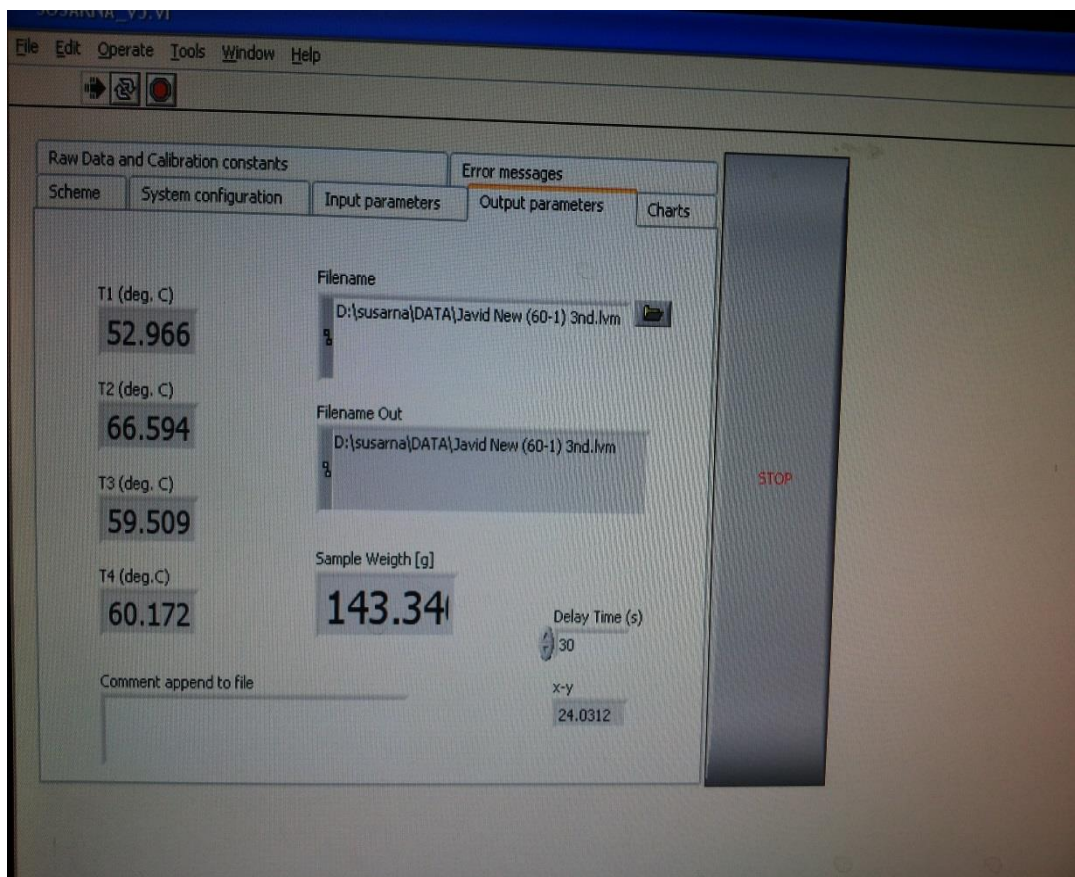 SUSARNA_V5.vi
File Edit Operate Tools Window Help
Raw Data and Calibration constants
Error messages
Scheme
System configuration
Input parameters
Output parameters
Charts
T1 (deg. C)
52.966
T2 (deg. C)
66.594
T3 (deg. C)
59.509
T4 (deg.C)
60.172
Filename
D:\susarna\DATA\Javid New (60-1) 3nd.lvm
Filename Out
D:\susarna\DATA\Javid New (60-1) 3nd.lvm
Sample Weigth [g]
143.34
Delay Time (s)
30
x-y
24.0312
Comment append to file
STOP